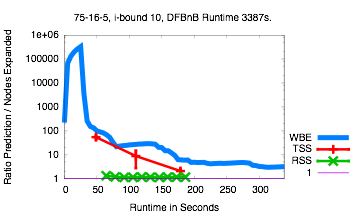 75-16-5, i-bound 10, DFBnB Runtime 3387s.
Ratio Prediction / Nodes Expanded
1e+06
100000
10000
1000
100
10
1
0 50 100 150 200 250 300
Runtime in Seconds
WBE
TSS
RSS
1